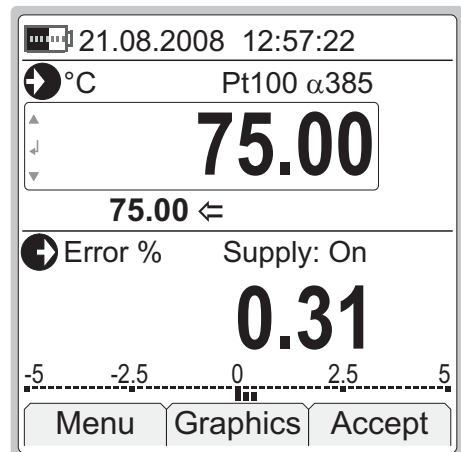 21.08.2008 12:57:22
°C Pt100 α385
75.00
75.00 ⇐
Error % Supply: On
0.31
-5 -2.5 0 2.5 5
Menu Graphics Accept